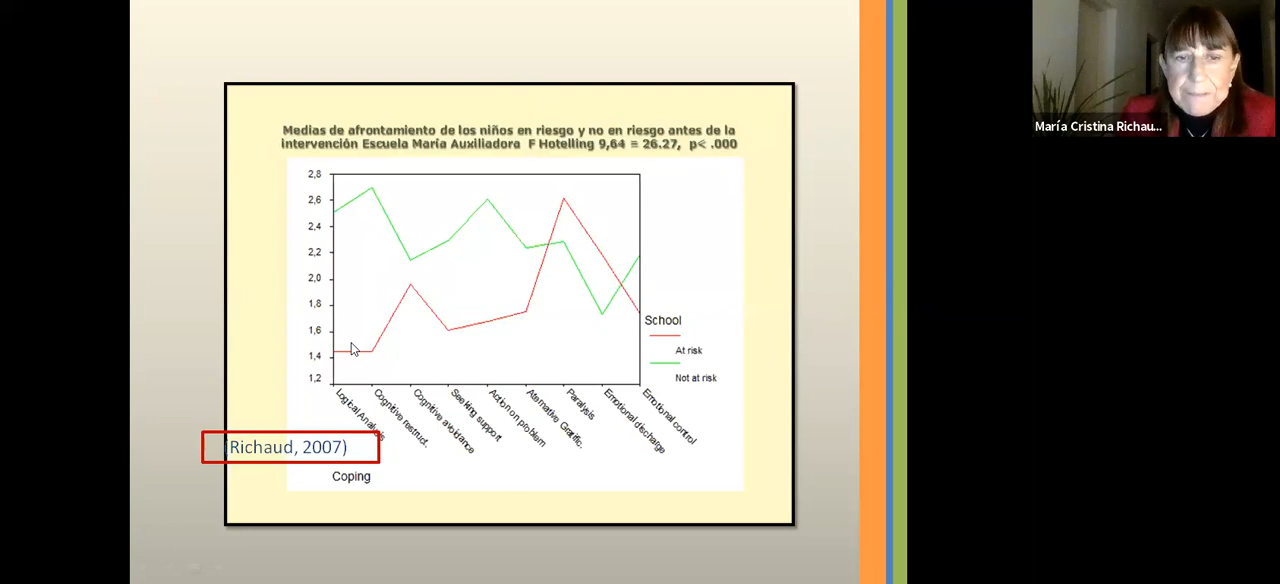 María Cristina Richau...
Medias de afrontamiento de los niños en riesgo y no en riesgo antes de la
intervención Escuela María Auxiliadora F Hotelling 9,64 = 26.27, p< .000
2,8
2,6
2,4
2,2
2,0
1,8
1,6
1,4
1,2
School
At risk
Not at risk
Logical Analysis
Cognitive restruct.
Cognitive avoidance
Seeking support
Action on problem
Alternative Gratific.
Paralysis
Emotional discharge
Emotional control
(Richaud, 2007)
Coping